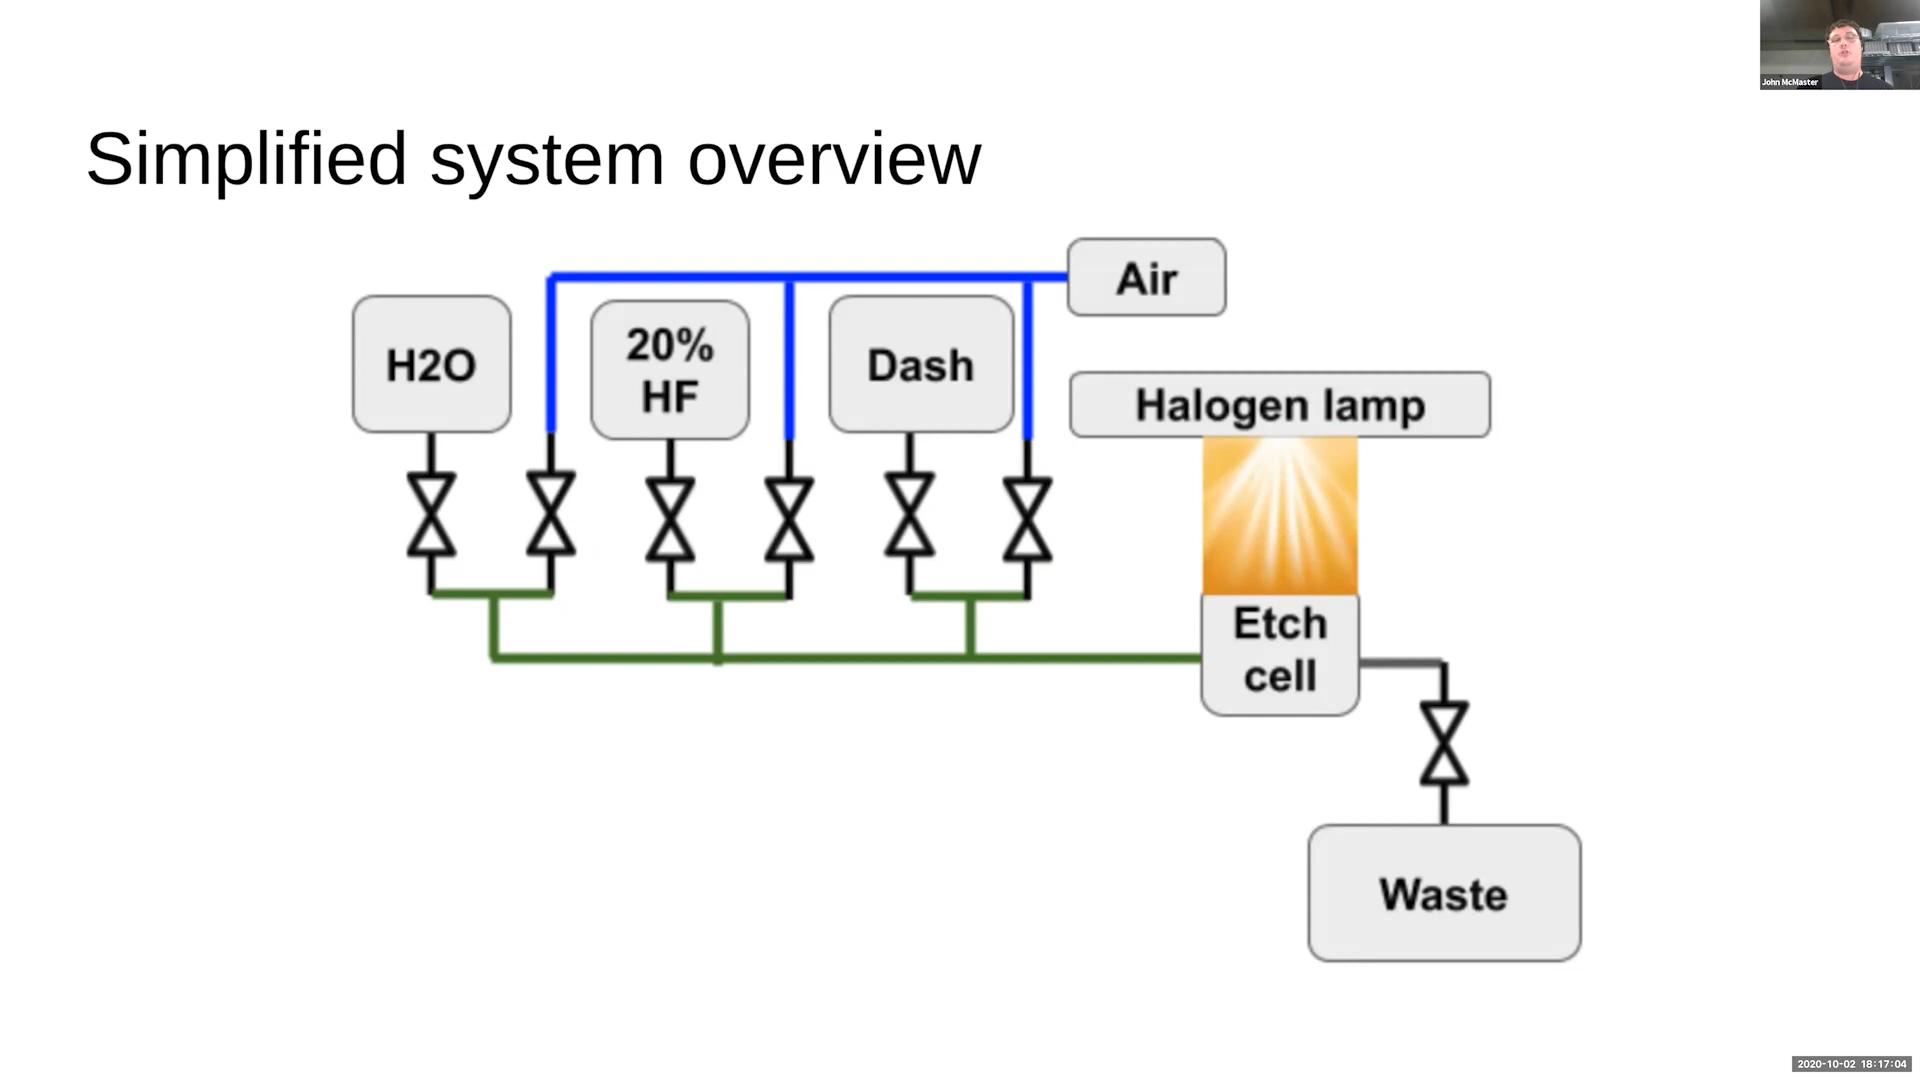 John McMaster
Simplified system overview
Air
H2O
20%
HF
Dash
Halogen lamp
Etch
cell
Waste
2020-10-02 18:17:04